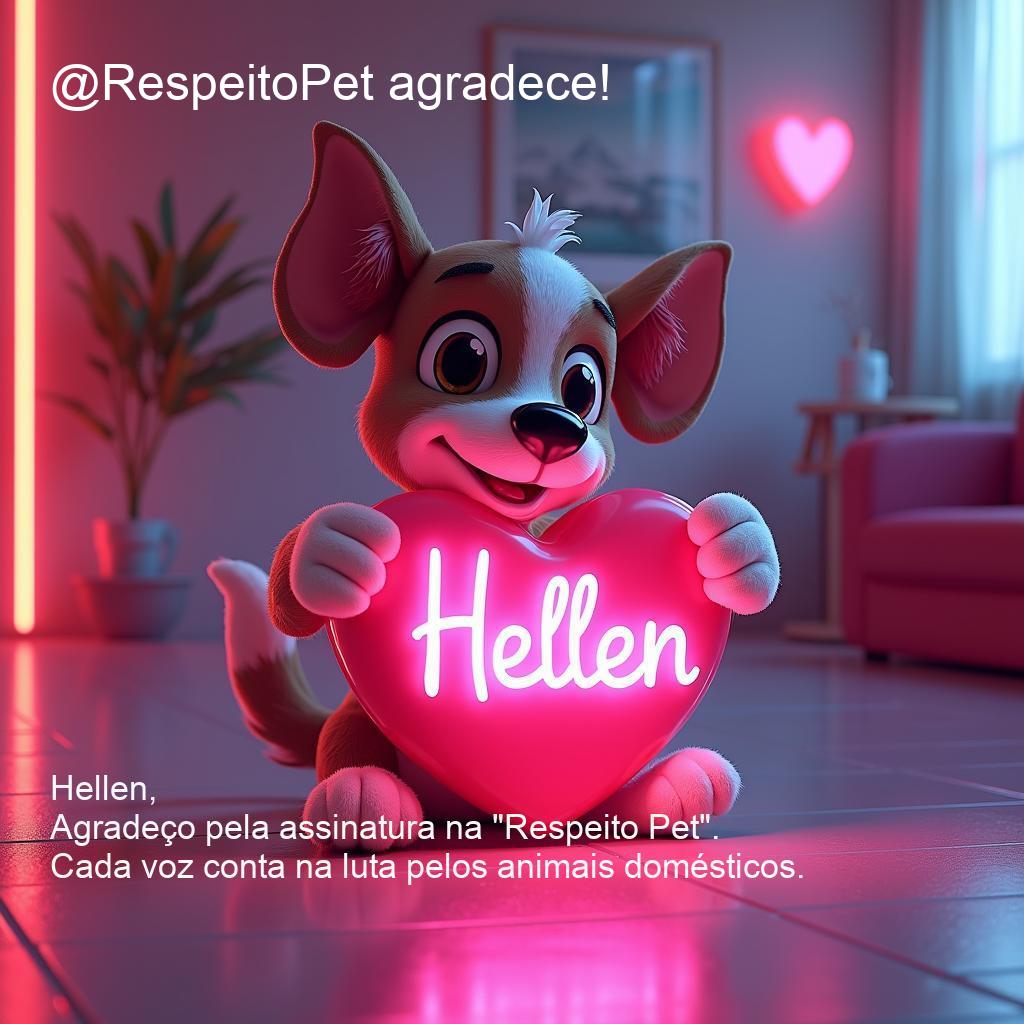 @RespeitoPet agradece!
Hellen
Hellen,
Agradeço pela assinatura na "Respeito Pet".
Cada voz conta na luta pelos animais domésticos.